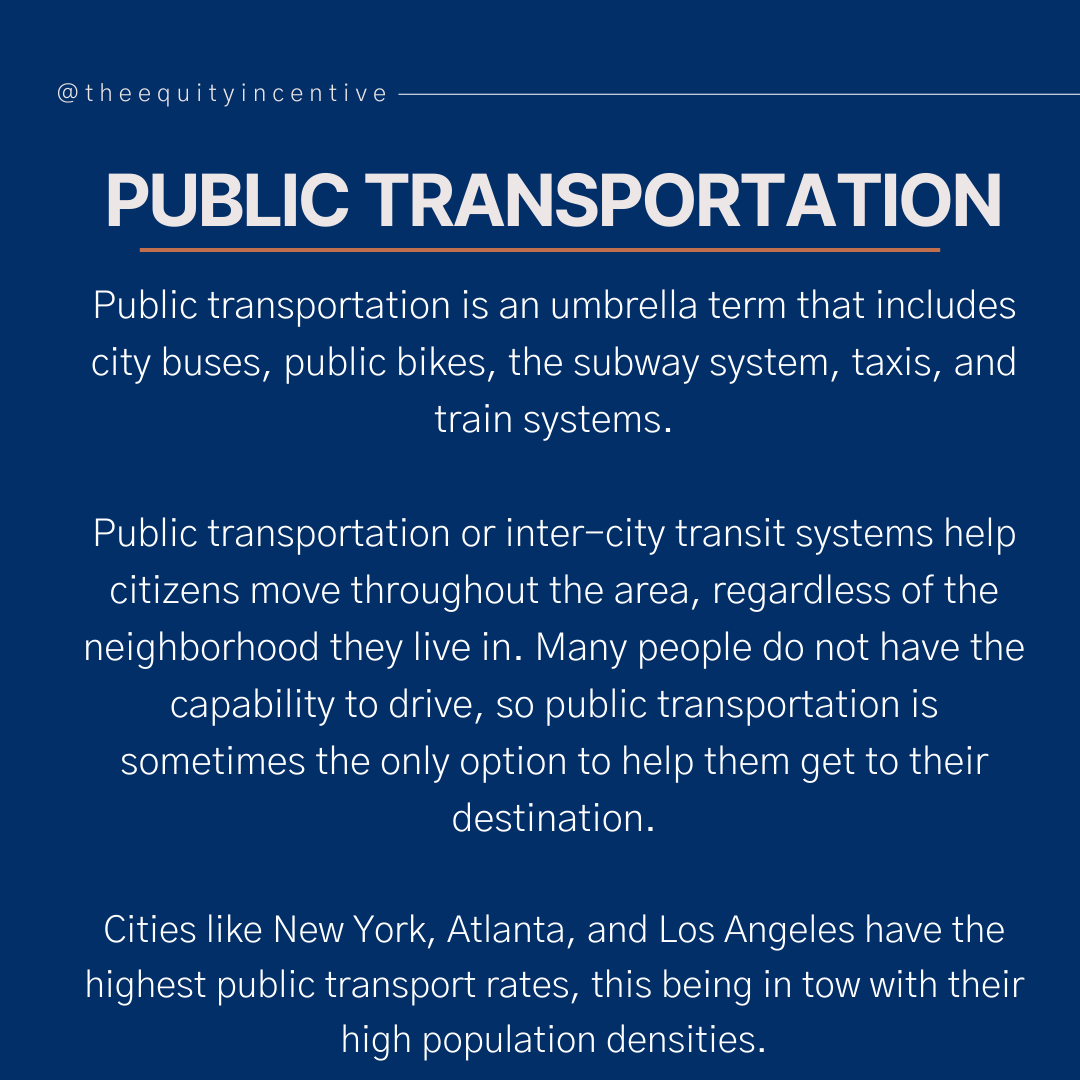 @theequityincentive
PUBLIC TRANSPORTATION
Public transportation is an umbrella term that includes
city buses, public bikes, the subway system, taxis, and
train systems.
Public transportation or inter-city transit systems help
citizens move throughout the area, regardless of the
neighborhood they live in. Many people do not have the
capability to drive, so public transportation is
sometimes the only option to help them get to their
destination.
Cities like New York, Atlanta, and Los Angeles have the
highest public transport rates, this being in tow with their
high population densities.